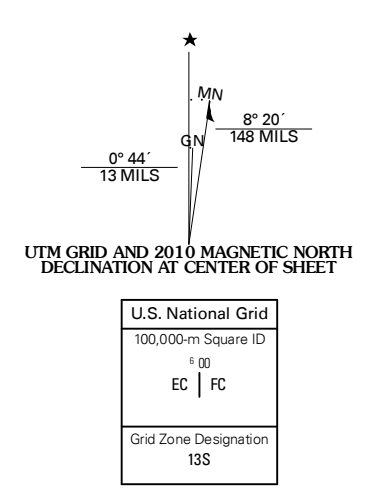 ★
MN
8° 20´
148 MILS
GN
0° 44´
13 MILS
UTM GRID AND 2010 MAGNETIC NORTH
DECLINATION AT CENTER OF SHEET
U.S. National Grid
100,000-m Square ID
6 00
EC | FC
Grid Zone Designation
13S